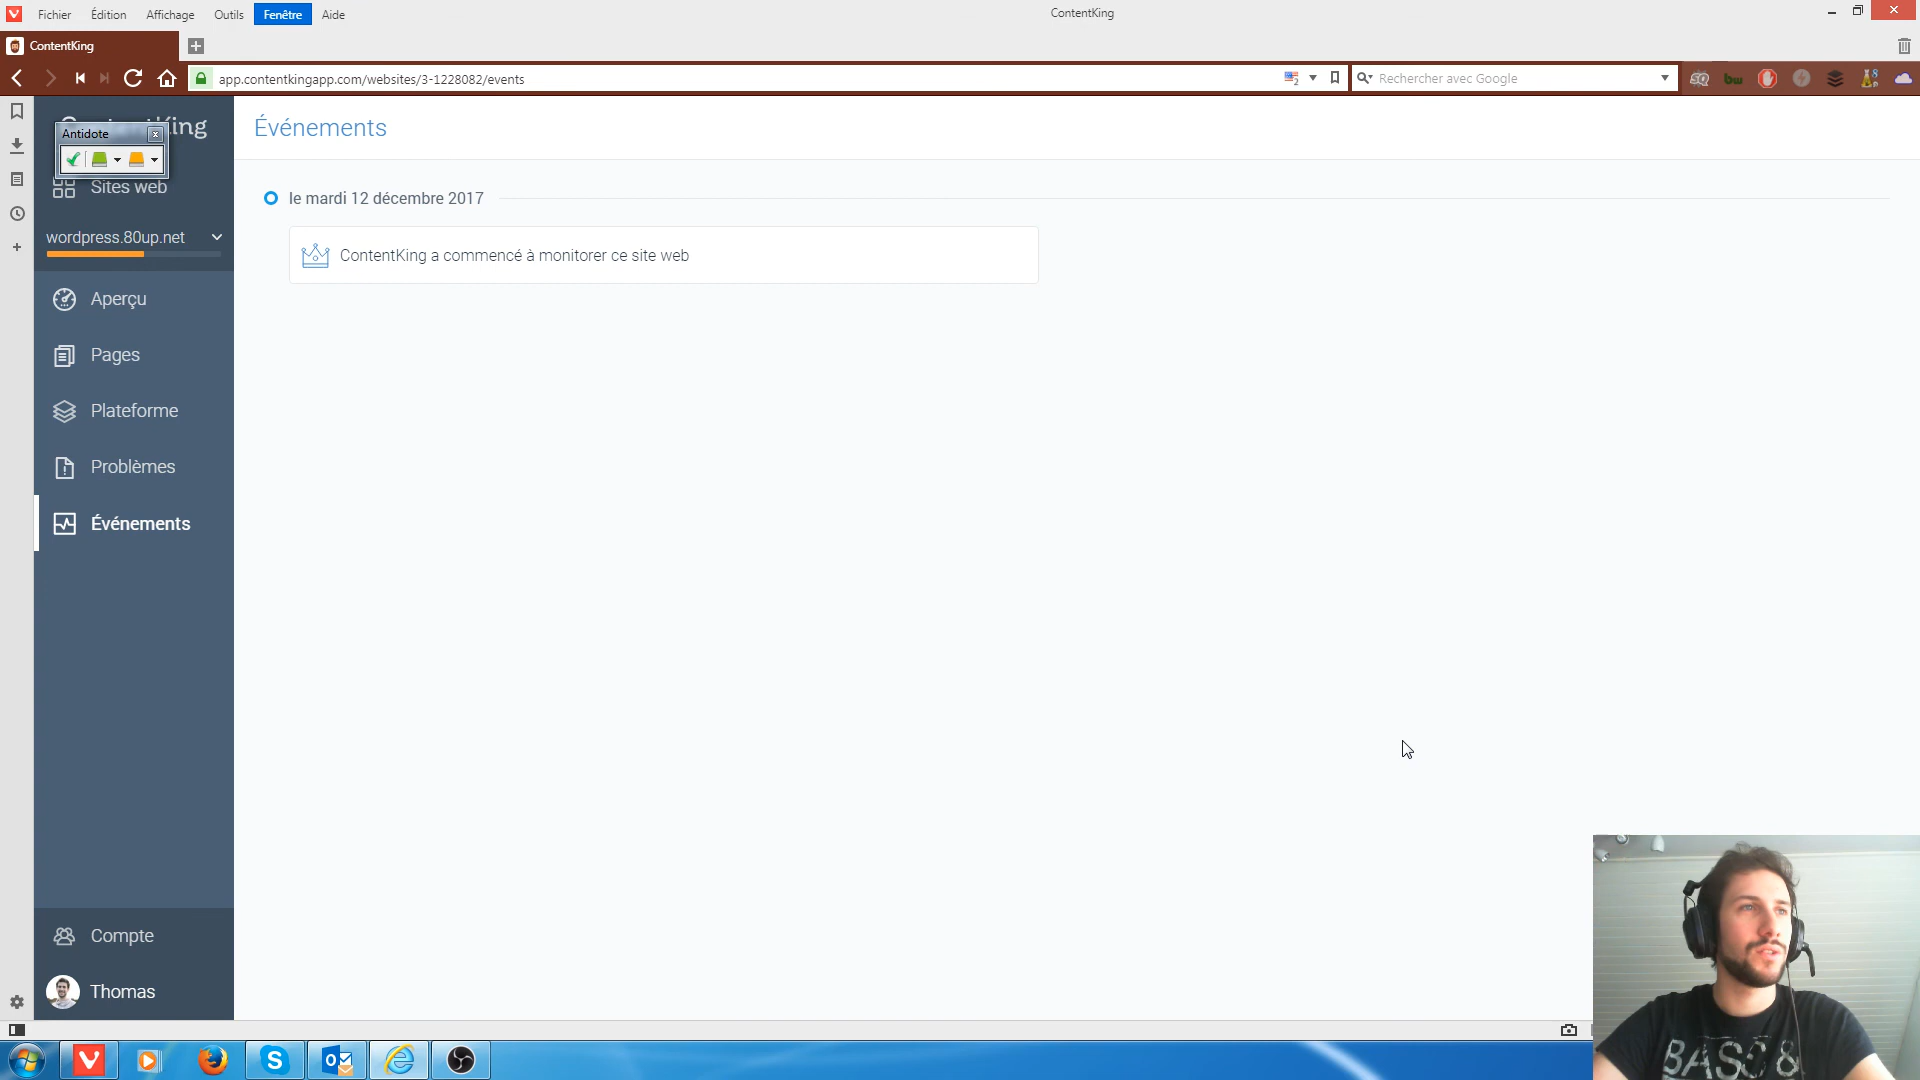 Fichier Édition Affichage Outils Fenêtre Aide
ContentKing
ContentKing
app.contentkingapp.com/websites/3-1228082/events
Rechercher avec Google
Antidote
Sites web
wordpress.80up.net
Aperçu
Pages
Plateforme
Problèmes
Événements
Compte
Thomas
Événements
le mardi 12 décembre 2017
ContentKing a commencé à monitorer ce site web